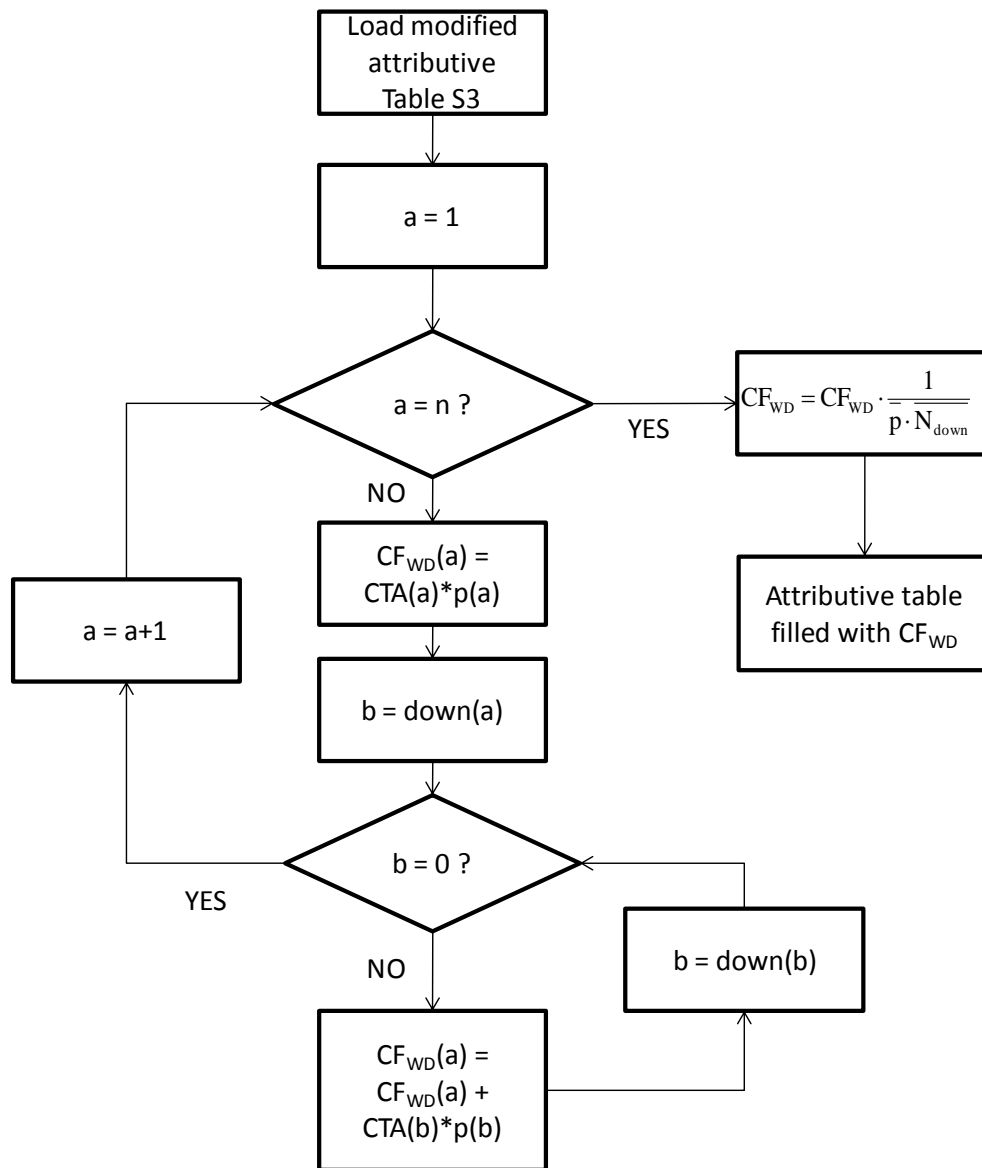 Load modified
attributive
Table S3
a = 1
a = n ?
YES
CF_WD = CF_WD · 1 / (p̅ · N̅_down)
NO
CF_WD(a) =
CTA(a)*p(a)
Attributive table
filled with CF_WD
a = a+1
b = down(a)
b = 0 ?
YES
NO
b = down(b)
CF_WD(a) =
CF_WD(a) +
CTA(b)*p(b)